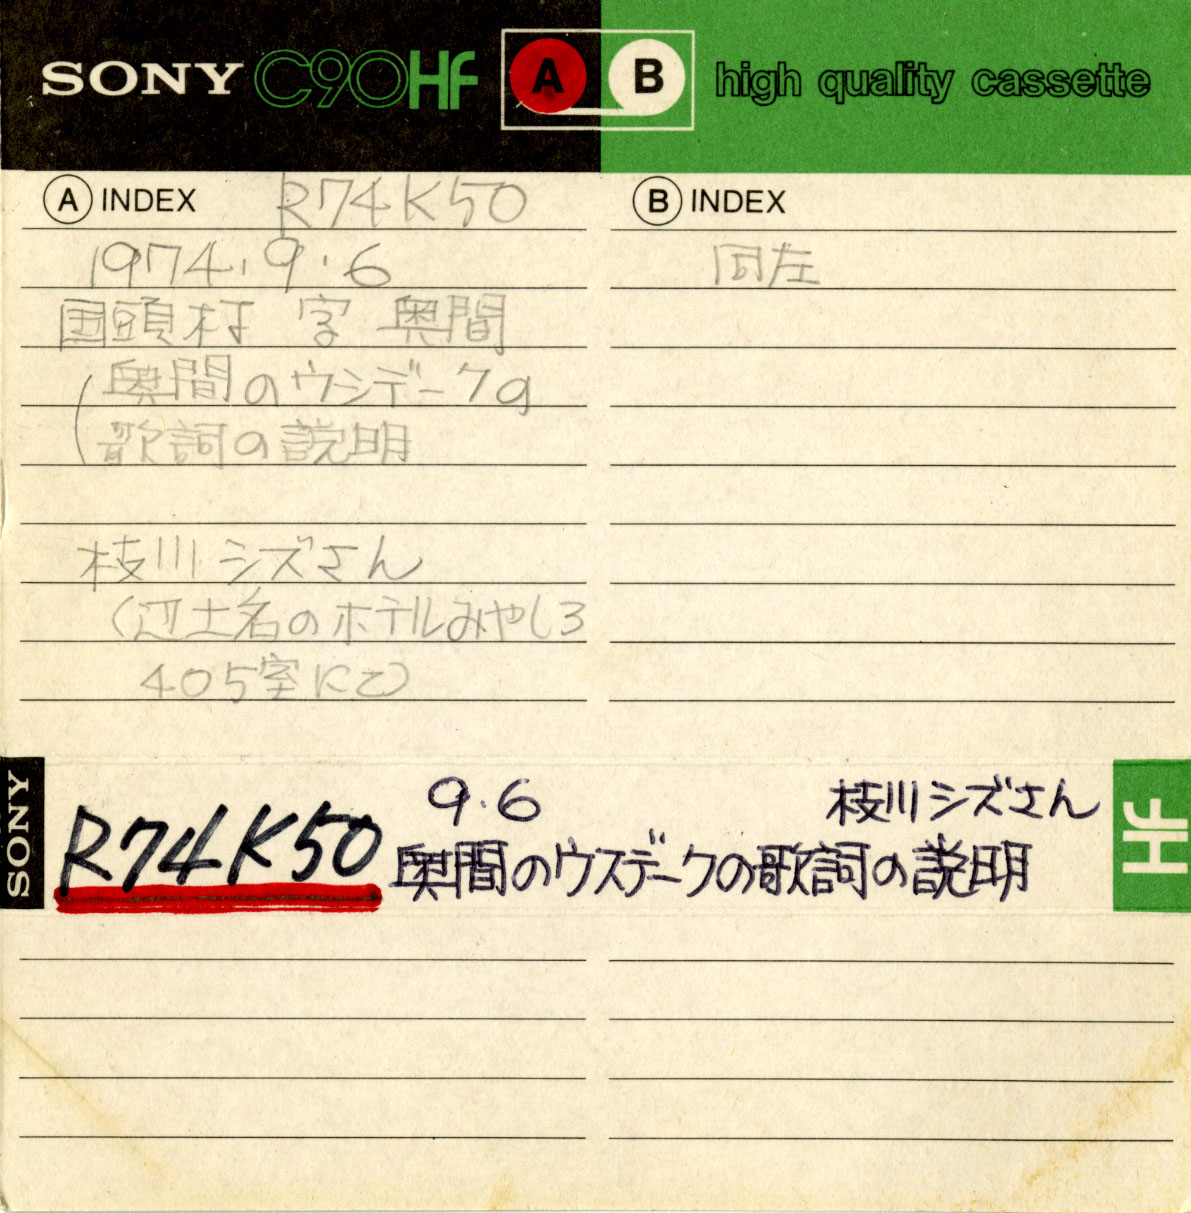 SONY C90HF A B high quality cassette
A INDEX R74K50
1974.9.6
国頭村 字 奥間
(奥間のウシデークの
歌詞の説明
枝川シズさん
(辺土名のホテルみやしろ
405室にて)
B INDEX
同左
SONY
R74K50
9.6 枝川シズさん
奥間のウスデークの歌詞の説明
Hf